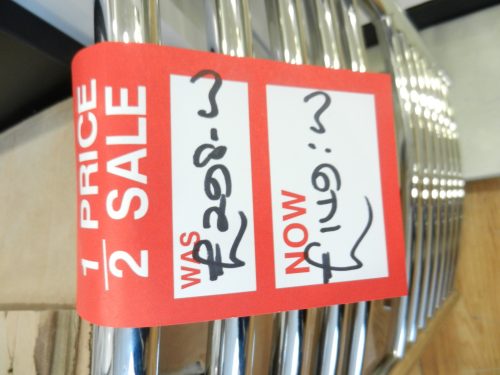 1/2 PRICE
SALE
WAS
£298:-
NOW
£149:-